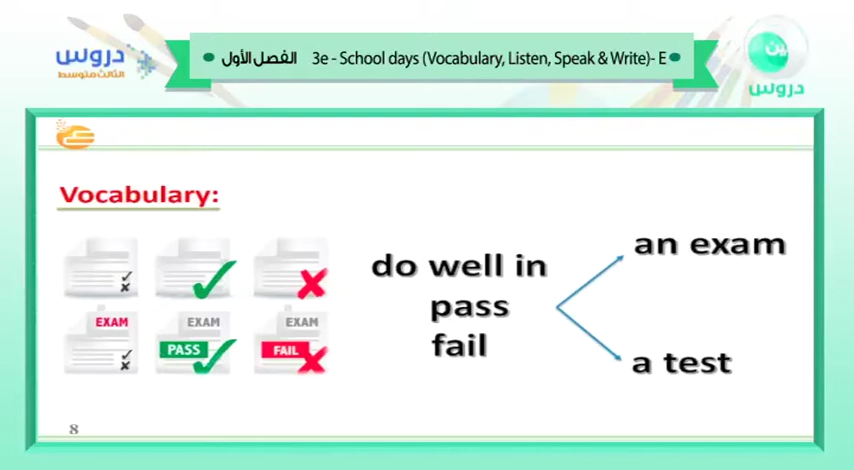 دروس
الثالث متوسط
الفصل الأول 3e - School days (Vocabulary, Listen, Speak & Write)- E
عين
دروس
Vocabulary:
EXAM
EXAM
PASS
EXAM
FAIL
do well in
pass
fail
an exam
a test
8